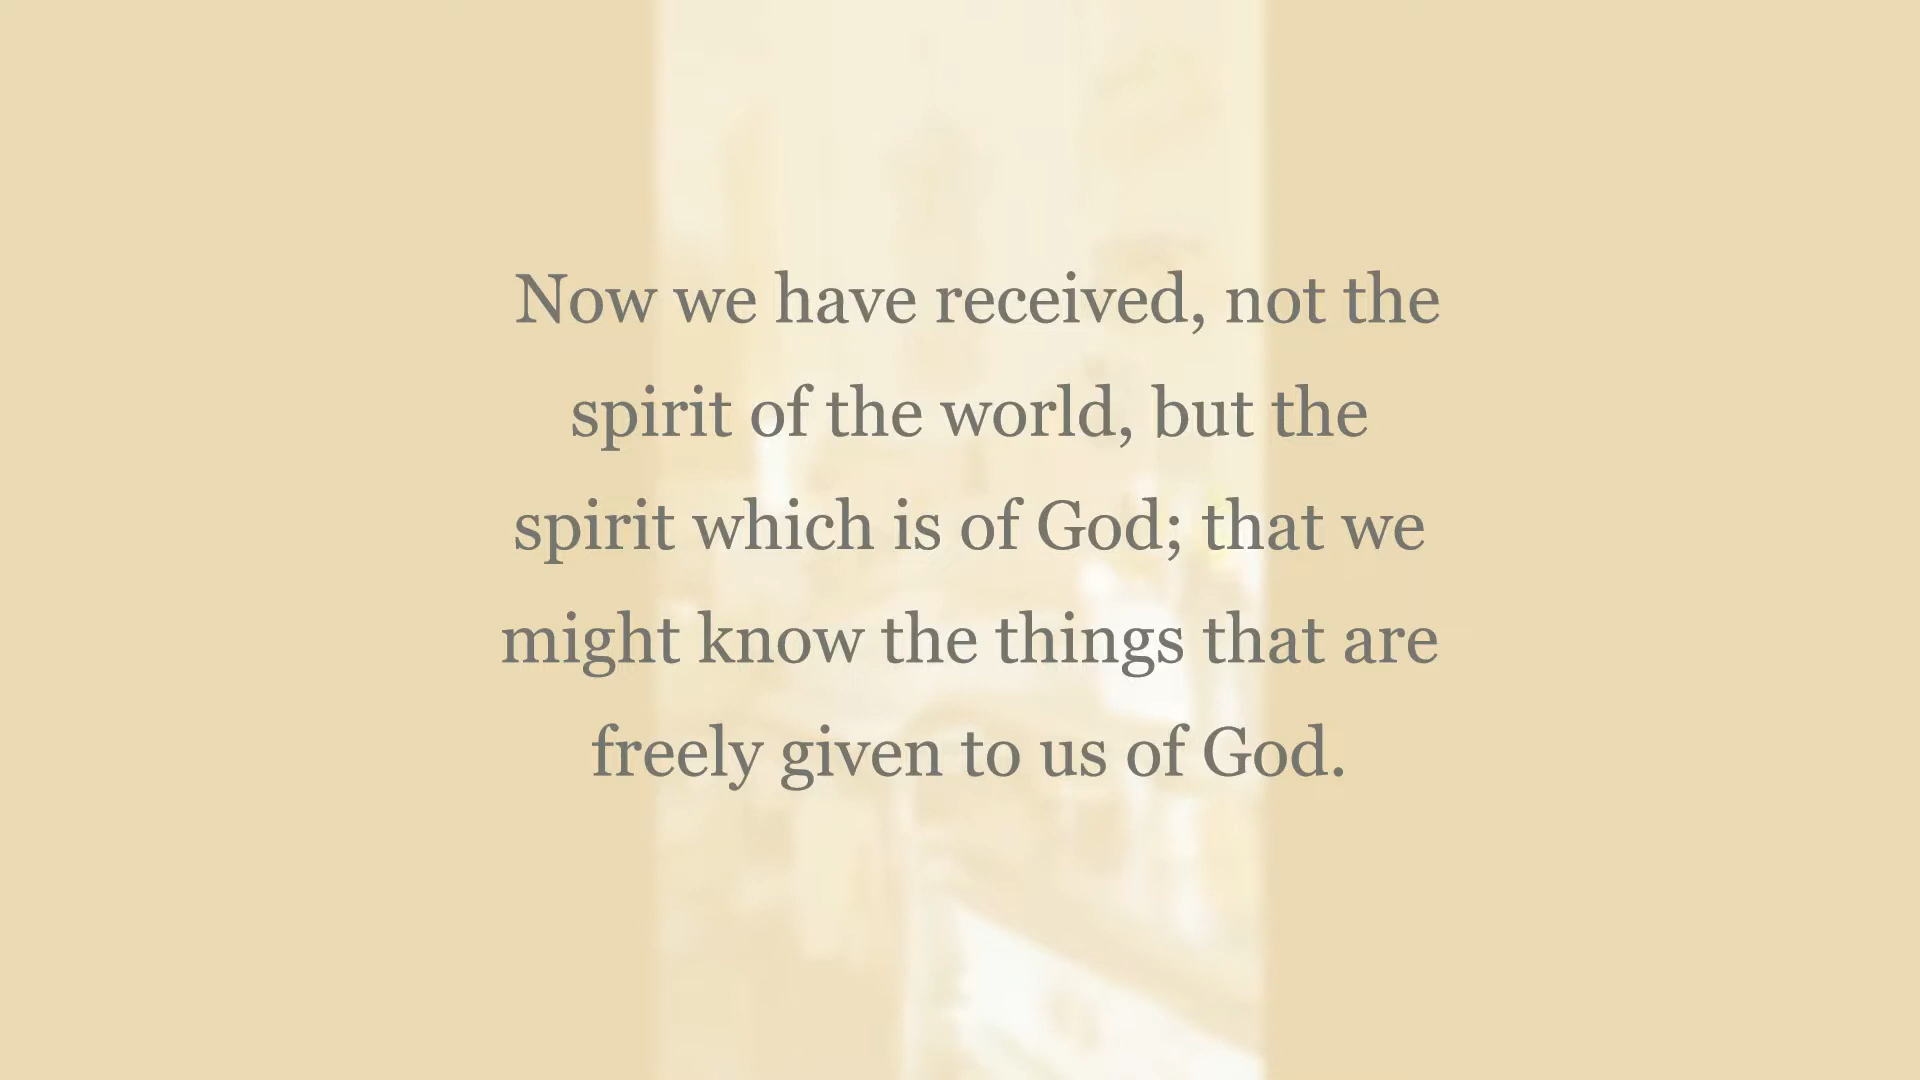 Now we have received, not the
spirit of the world, but the
spirit which is of God; that we
might know the things that are
freely given to us of God.